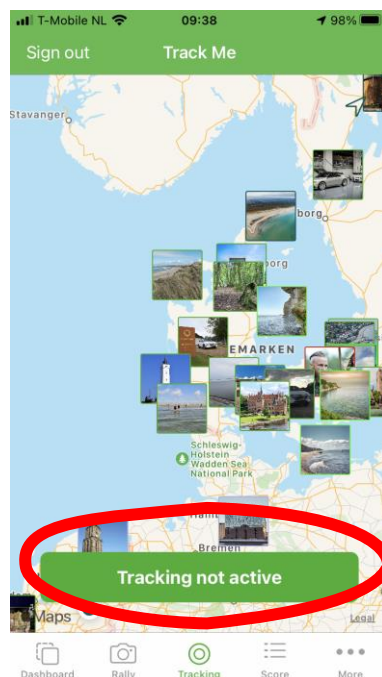 T-Mobile NL 09:38 98%
Sign out Track Me
Stavanger
borg
borg
EMARKEN
Schleswig-
Holstein
Wadden Sea
National Park
Bremen
Tracking not active
Maps Legal
Dashboard Rally Tracking Score More